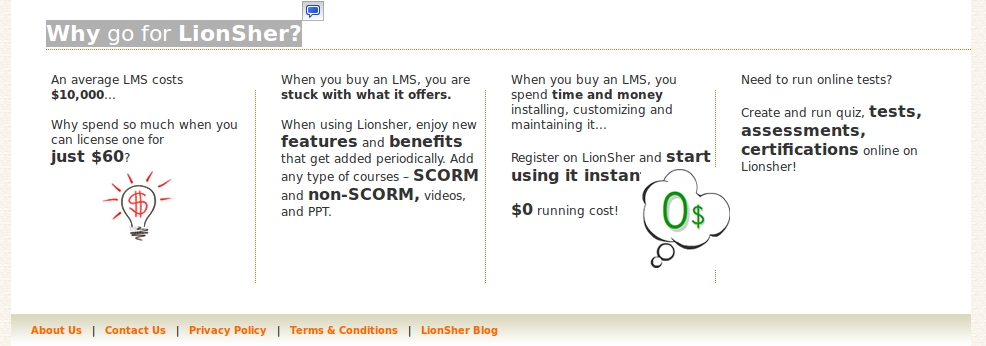 Why go for LionSher?
An average LMS costs
$10,000...
Why spend so much when you
can license one for
just $60?
$
When you buy an LMS, you are
stuck with what it offers.
When using Lionsher, enjoy new
features and benefits
that get added periodically. Add
any type of courses – SCORM
and non-SCORM, videos,
and PPT.
When you buy an LMS, you
spend time and money
installing, customizing and
maintaining it...
Register on LionSher and start
using it
$0 running cost!
0$
Need to run online tests?
Create and run quiz, tests,
assessments,
certifications online on
Lionsher!
About Us | Contact Us | Privacy Policy | Terms & Conditions | LionSher Blog